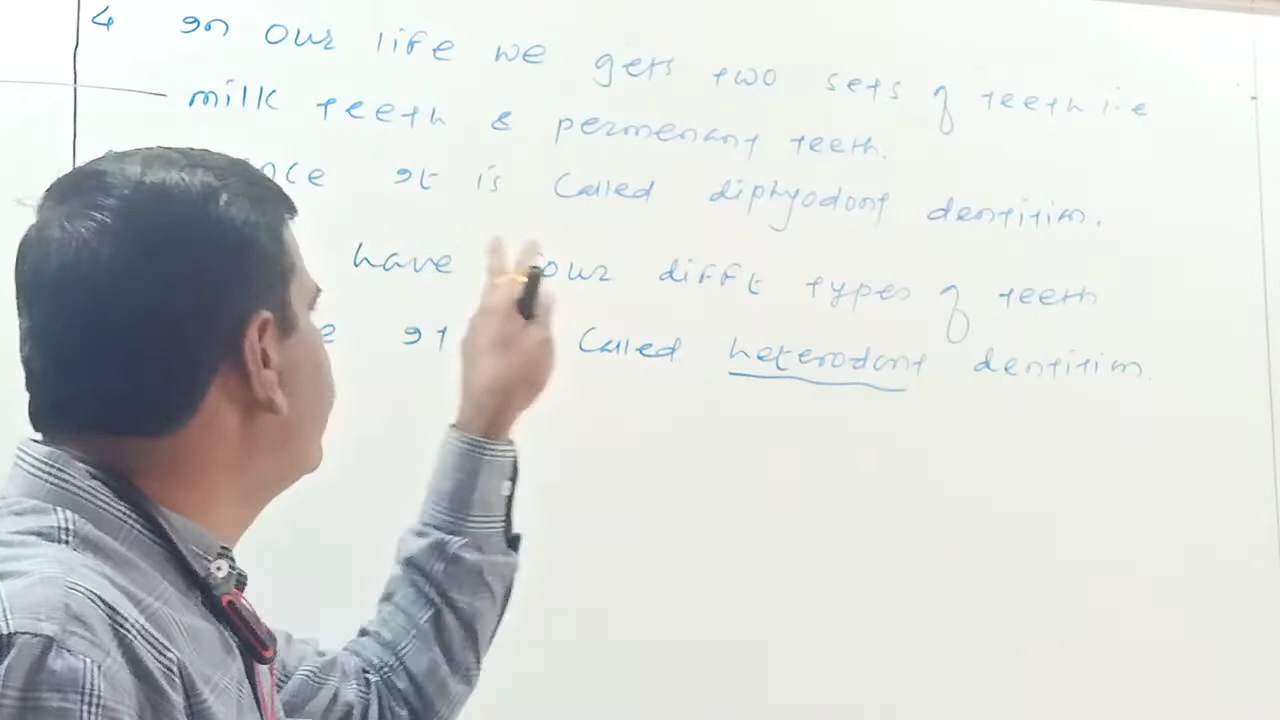 4 In our life we gets two sets of teeth i.e
milk teeth & permenant teeth.
nce It is Called diphyodont dentition.
have our difft types of teeth
e It Called heterodont dentition.